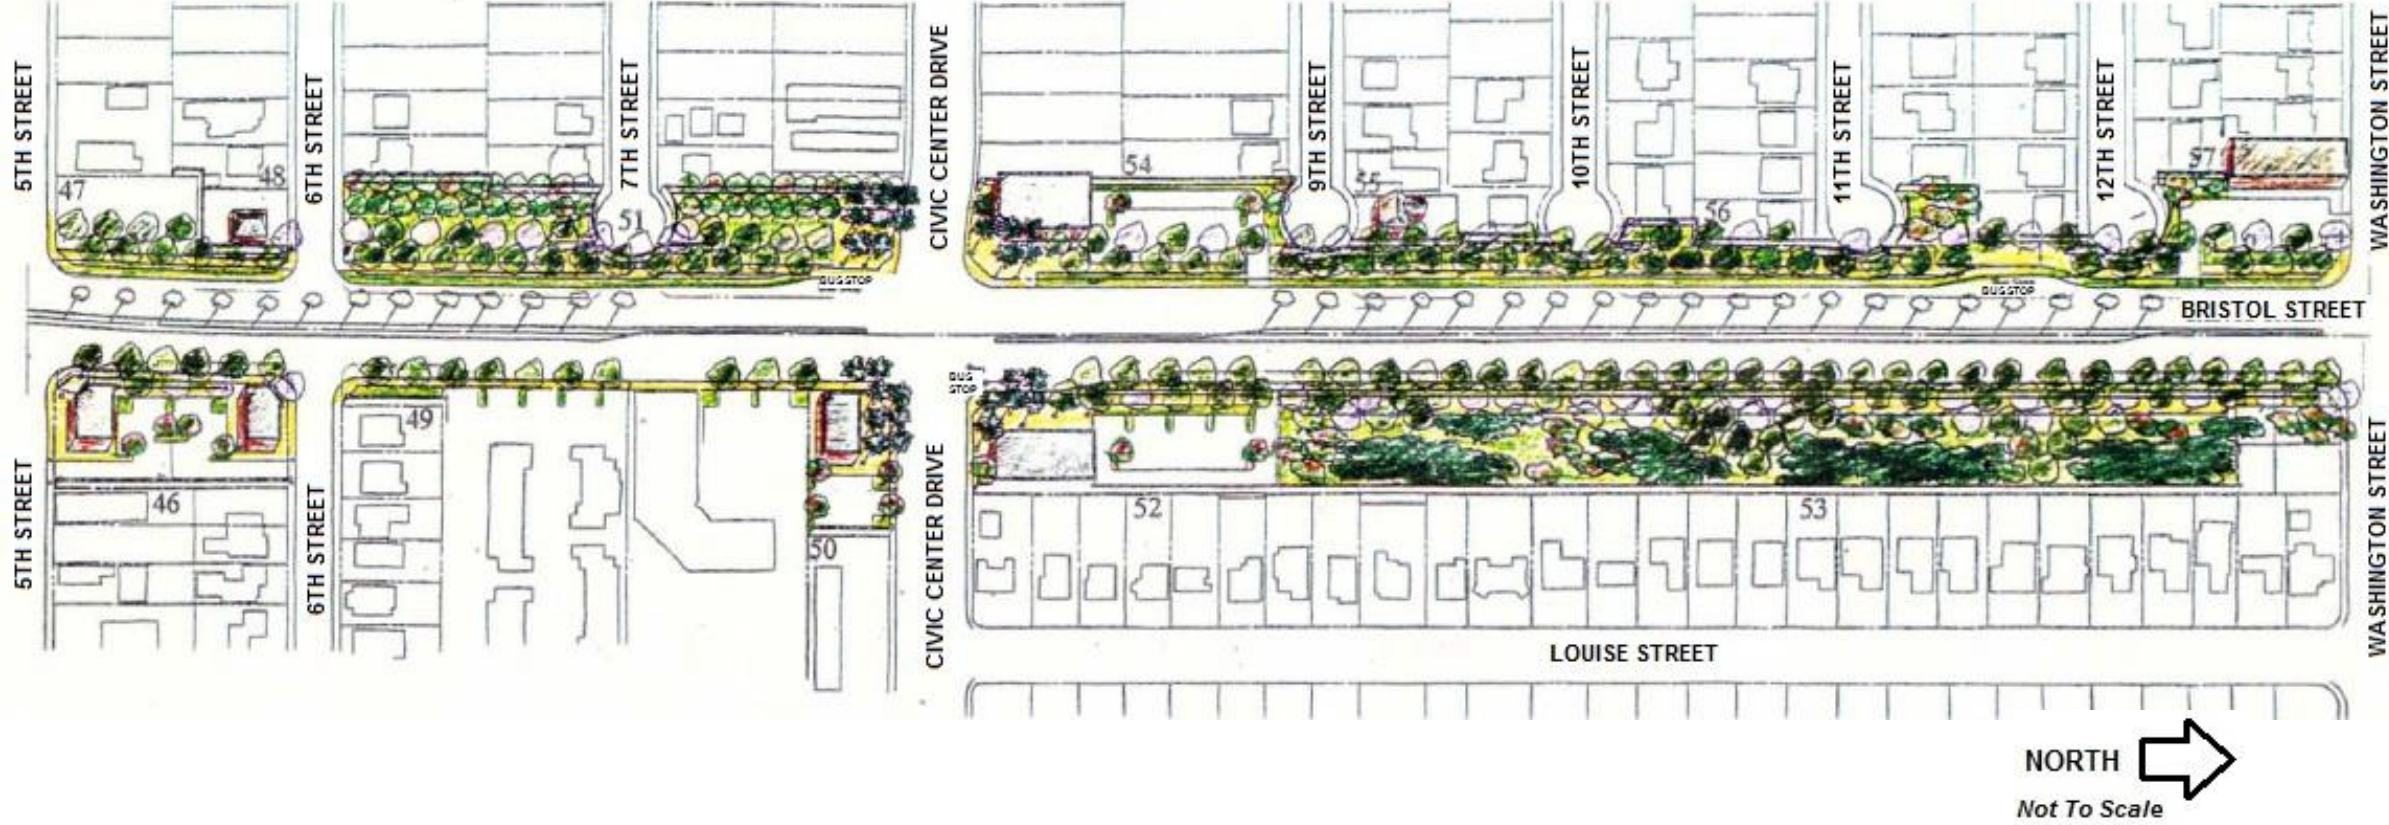 5TH STREET
6TH STREET
7TH STREET
CIVIC CENTER DRIVE
9TH STREET
10TH STREET
11TH STREET
12TH STREET
WASHINGTON STREET
47
48
51
54
56
57
BUS STOP
BUS STOP
BRISTOL STREET
BUS
STOP
5TH STREET
6TH STREET
CIVIC CENTER DRIVE
WASHINGTON STREET
46
49
50
52
53
LOUISE STREET
NORTH
Not To Scale